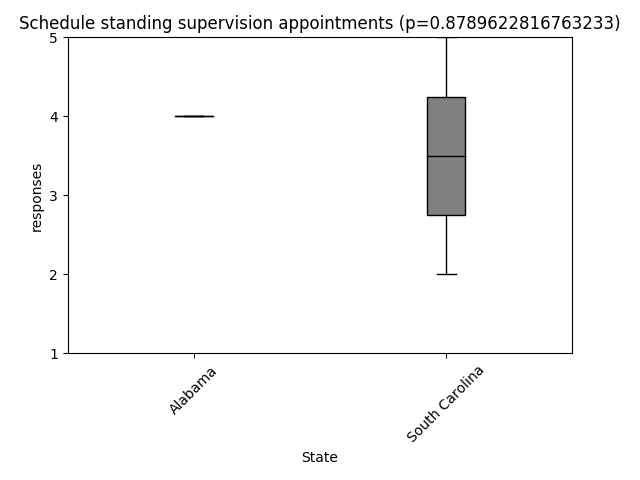 Schedule standing supervision appointments (p=0.8789622816763233)
5
4
3
2
1
responses
Alabama
South Carolina
State